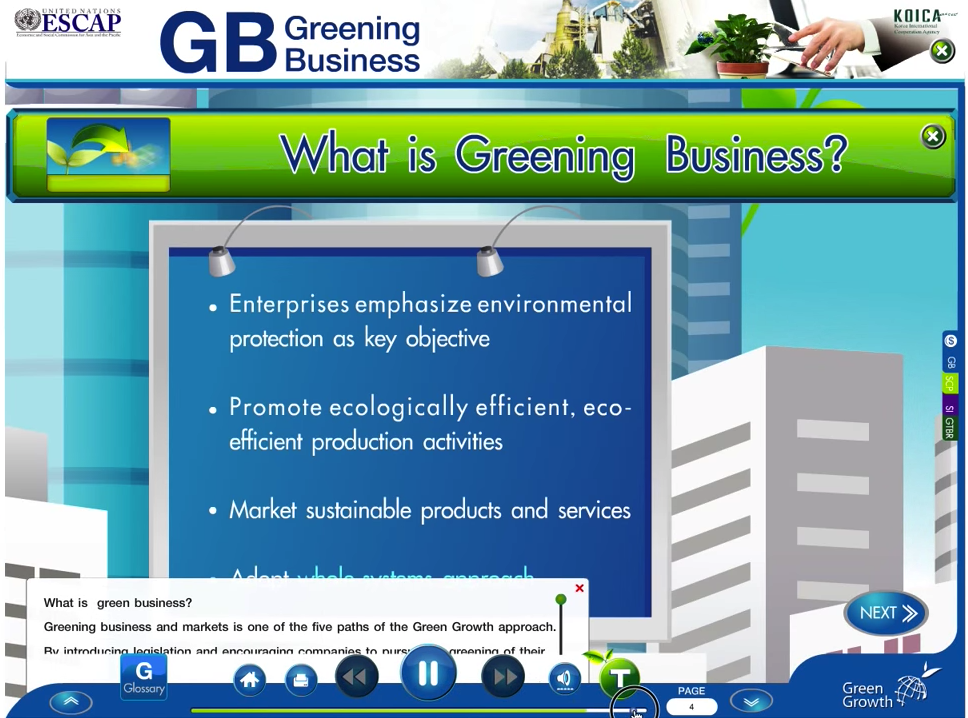 UNITED NATIONS
ESCAP
Economic and Social Commission for Asia and the Pacific
GB Greening
Business
KOICA
Korea International
Cooperation Agency
What is Greening Business?
• Enterprises emphasize environmental
protection as key objective
• Promote ecologically efficient, eco-
efficient production activities
• Market sustainable products and services
• Adopt whole systems approach
GB
SCP
SI
GTBR
What is green business?
Greening business and markets is one of the five paths of the Green Growth approach.
By introducing legislation and encouraging companies to greening of their
NEXT
G
Glossary
T
PAGE
4
Green
Growth